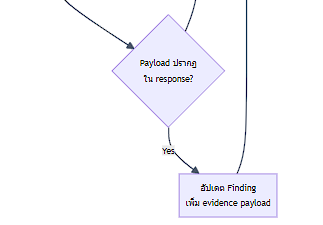 Payload ปรากฏ
ใน response?
Yes
อัปเดต Finding
เพิ่ม evidence payload